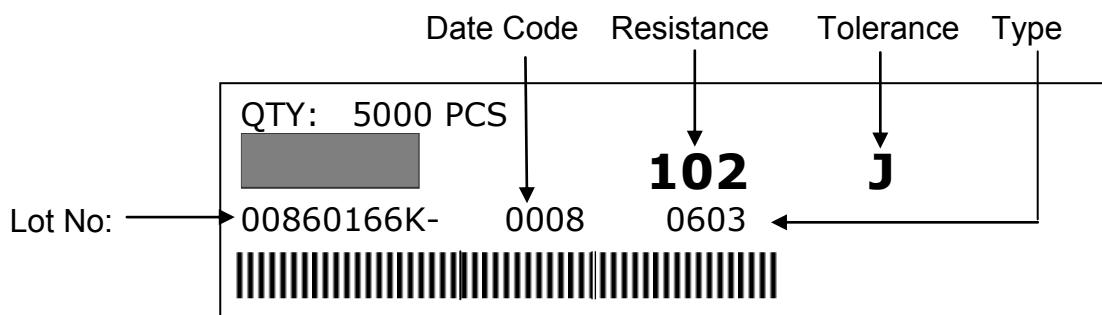 Date Code Resistance Tolerance Type
QTY: 5000 PCS
102 J
Lot No: 00860166K- 0008 0603